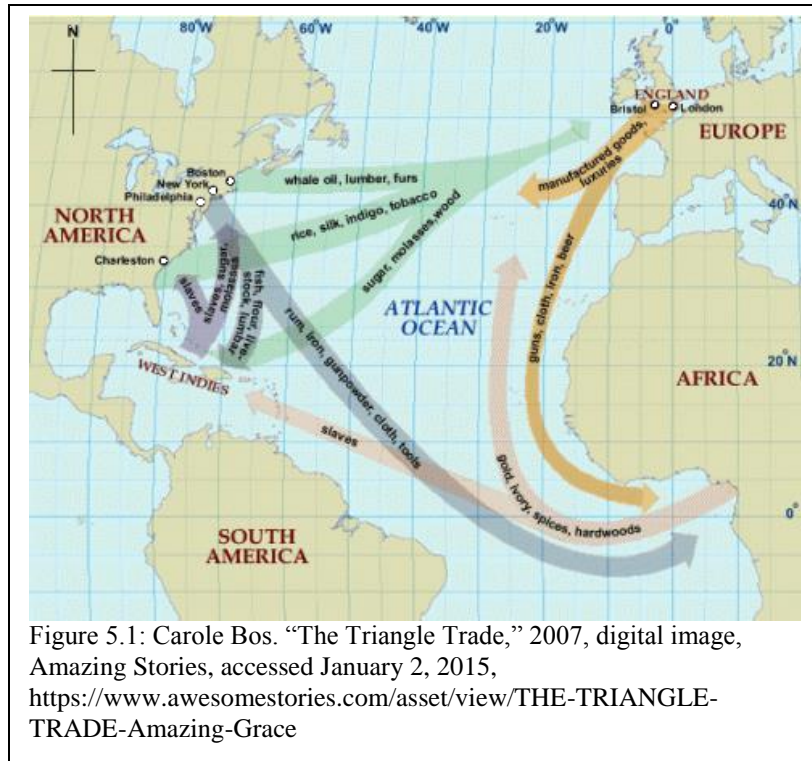 80°W
60°W
40°W
20°W
0°
N
ENGLAND
Bristol
London
EUROPE
manufactured goods,
luxuries
Boston
New York
Philadelphia
whale oil, lumber, furs
NORTH
AMERICA
rice, silk, indigo, tobacco
40°N
Charleston
sugar, molasses,wood
slaves
slaves, sugar,
molasses
fish, flour, live-
stock, lumbar
ATLANTIC
OCEAN
guns, cloth, iron, beer
WEST INDIES
rum, iron, gunpowder, cloth, tools
20°N
AFRICA
slaves
gold, ivory, spices, hardwoods
SOUTH
AMERICA
0°
Figure 5.1: Carole Bos. “The Triangle Trade,” 2007, digital image,
Amazing Stories, accessed January 2, 2015,
https://www.awesomestories.com/asset/view/THE-TRIANGLE-
TRADE-Amazing-Grace